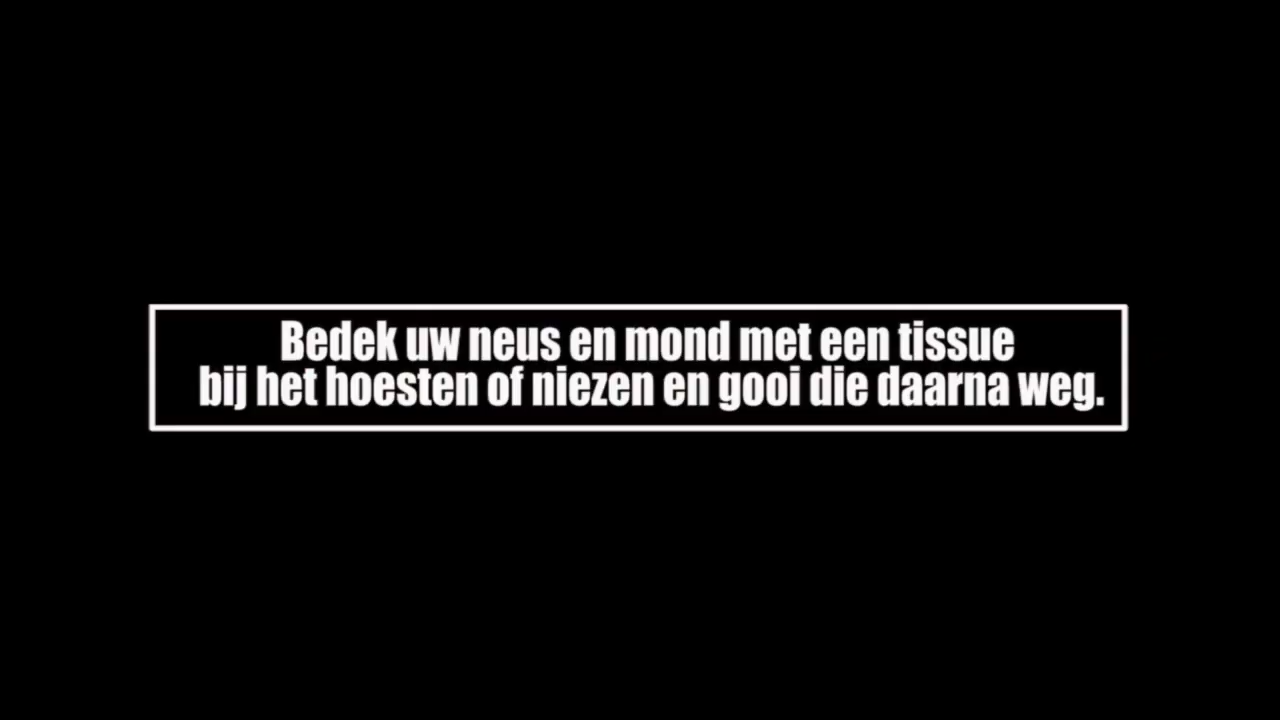 Bedek uw neus en mond met een tissue
bij het hoesten of niezen en gooi die daarna weg.